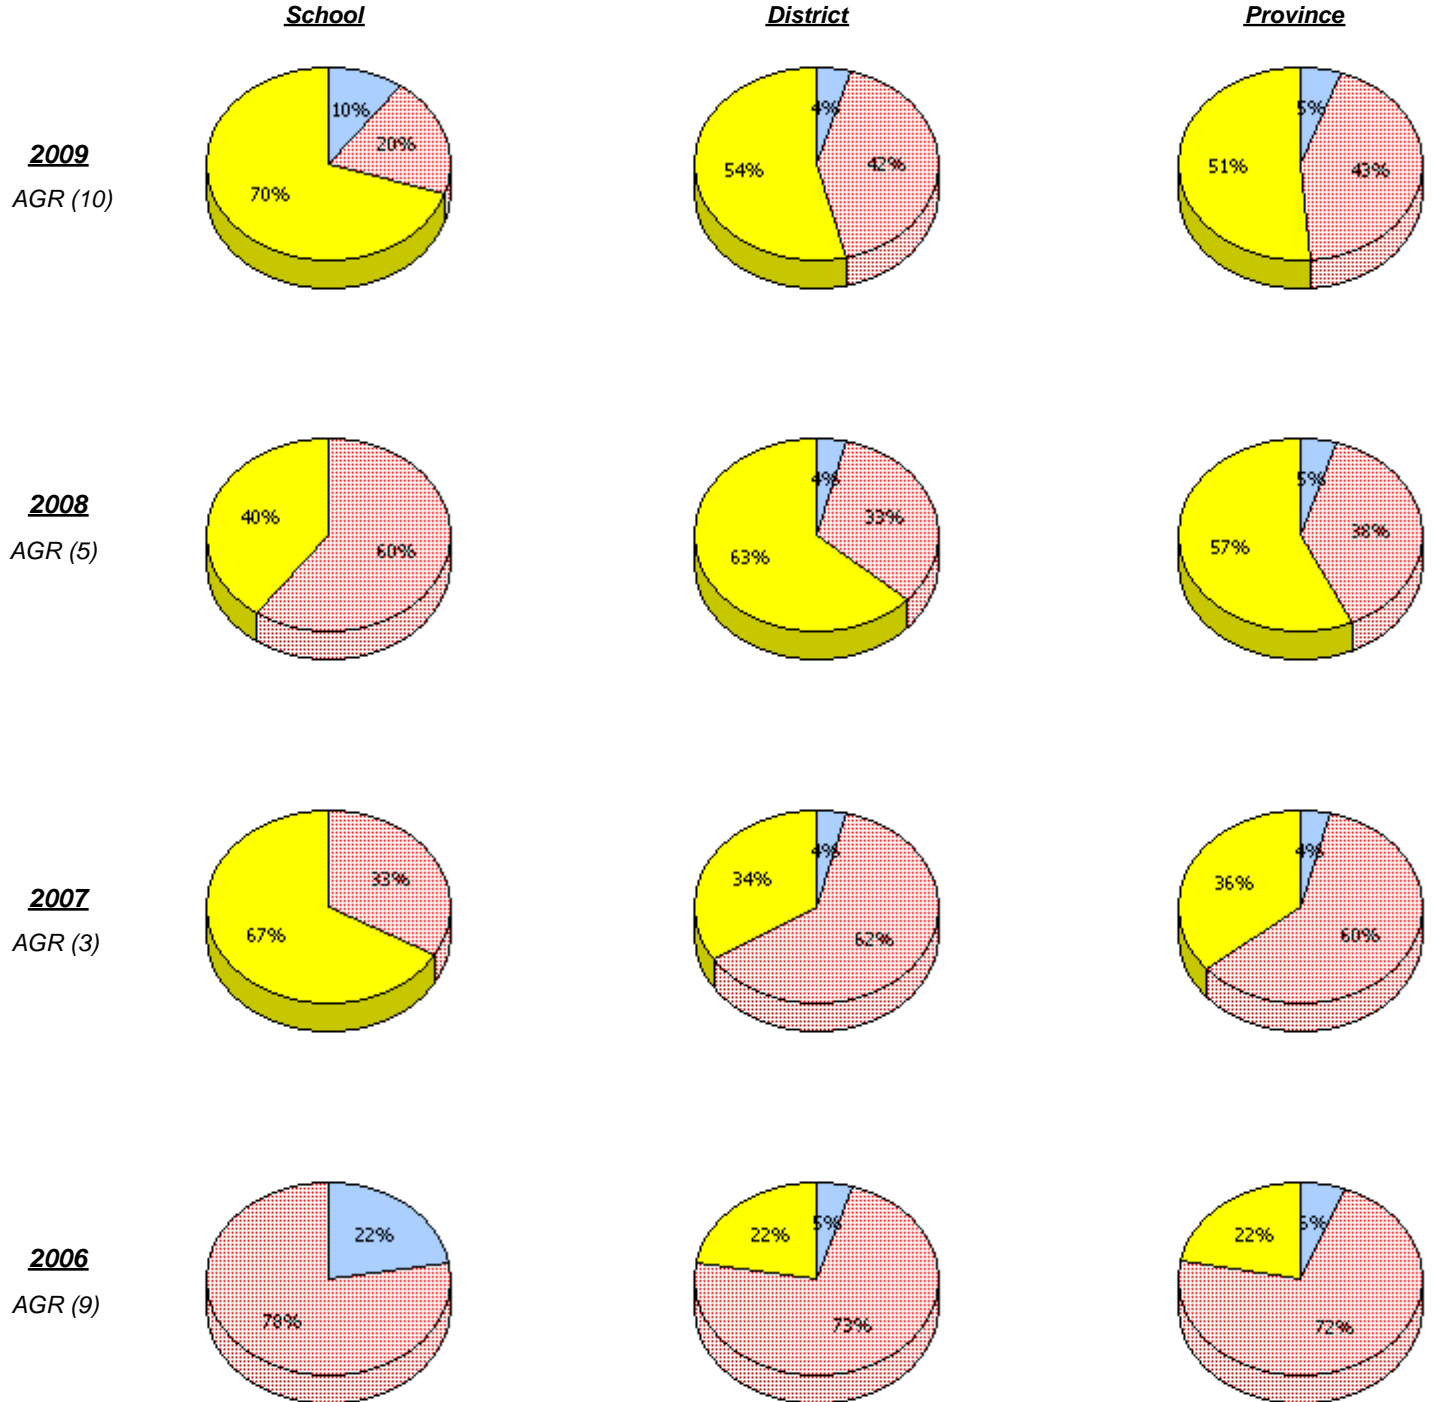 School District Province
10% 4% 5%
20% 42% 43%
70% 54% 51%
2009
AGR (10)
4% 5%
40% 33% 38%
60% 63% 57%
2008
AGR (5)
4% 4%
33% 34% 36%
67% 62% 60%
2007
AGR (3)
22% 22% 5% 22%
78% 73% 72%
2006
AGR (9)